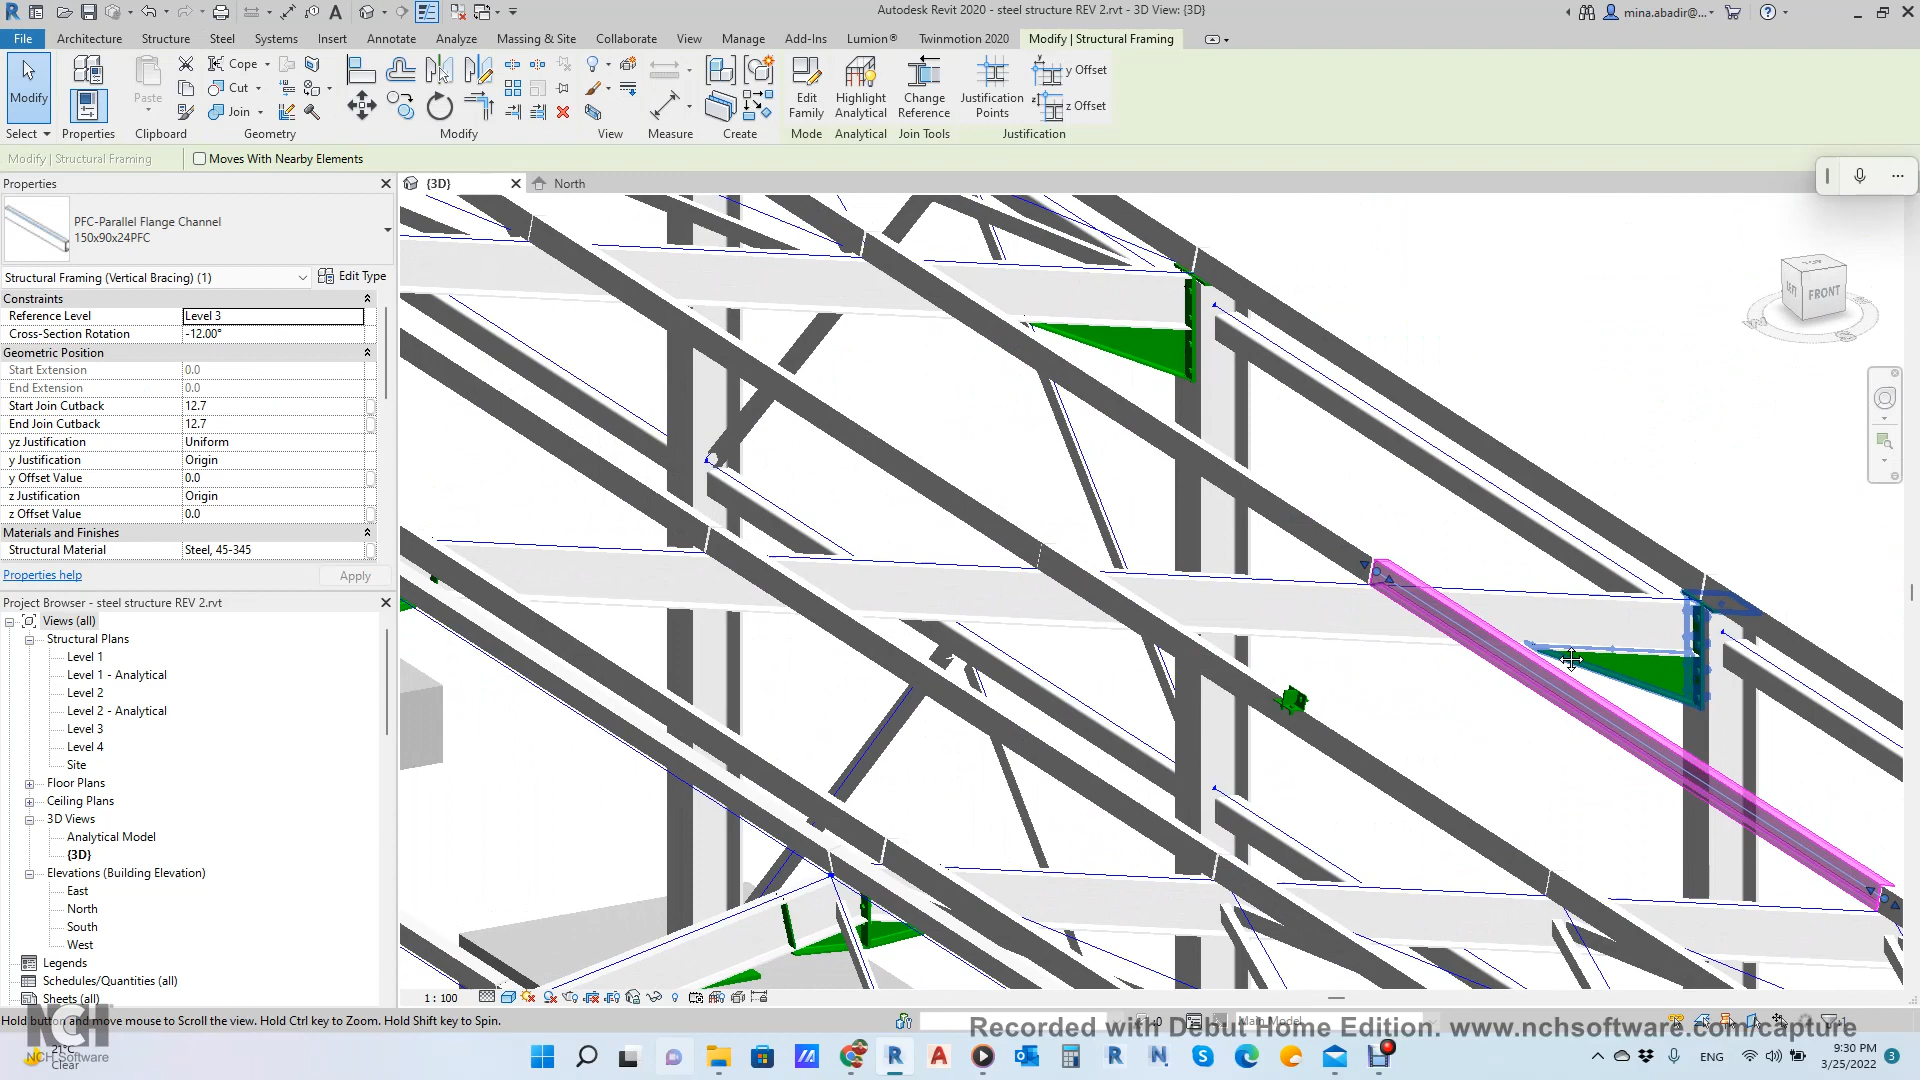 Autodesk Revit 2020 - steel structure REV 2.rvt - 3D View: {3D}
mina.abadir@...
File Architecture Structure Steel Systems Insert Annotate Analyze Massing & Site Collaborate View Manage Add-Ins Lumion® Twinmotion 2020 Modify | Structural Framing
Modify
Paste
Cope
Cut
Join
Edit Family
Highlight Analytical
Change Reference
Justification Points
y Offset
z Offset
Select Properties Clipboard Geometry Modify View Measure Create Mode Analytical Join Tools Justification
Modify | Structural Framing
Moves With Nearby Elements
Properties
{3D}
North
PFC-Parallel Flange Channel
150x90x24PFC
Structural Framing (Vertical Bracing) (1)
Edit Type
Constraints
Reference Level Level 3
Cross-Section Rotation -12.00°
Geometric Position
Start Extension 0.0
End Extension 0.0
Start Join Cutback 12.7
End Join Cutback 12.7
yz Justification Uniform
y Justification Origin
y Offset Value 0.0
z Justification Origin
z Offset Value 0.0
Materials and Finishes
Structural Material Steel, 45-345
Properties help
Apply
Project Browser - steel structure REV 2.rvt
Views (all)
Structural Plans
Level 1
Level 1 - Analytical
Level 2
Level 2 - Analytical
Level 3
Level 4
Site
Floor Plans
Ceiling Plans
3D Views
Analytical Model
{3D}
Elevations (Building Elevation)
East
North
South
West
Legends
Schedules/Quantities (all)
Sheets (all)
TOP
FRONT
1 : 100
Hold button and move mouse to Scroll the view. Hold Ctrl key to Zoom. Hold Shift key to Spin.
:0
Main Model
Recorded with Debut Home Edition. www.nchsoftware.com/capture
NCH
NCH Software
21°C
Clear
ENG
9:30 PM
3/25/2022
3